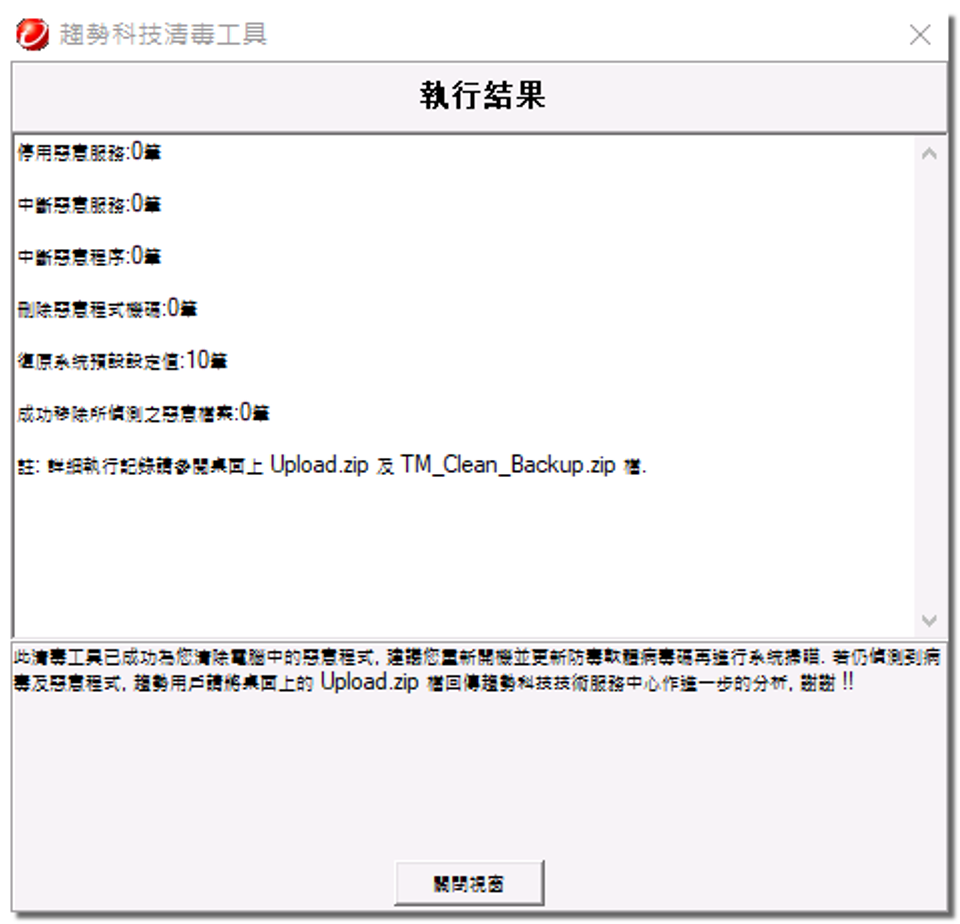 趨勢科技清毒工具
執行結果
停用惡意服務:0筆
中斷惡意服務:0筆
中斷惡意程序:0筆
刪除惡意程式機碼:0筆
復原系統預設設定值:10筆
成功移除所偵測之惡意檔案:0筆
註: 詳細執行記錄請參閱桌面上 Upload.zip 及 TM_Clean_Backup.zip 檔.
此清毒工具已成功為您清除電腦中的惡意程式, 建議您重新開機並更新防毒軟體病毒碼再進行系統掃瞄. 若仍偵測到病
毒及惡意程式, 趨勢用戶請將桌面上的 Upload.zip 檔回傳趨勢科技技術服務中心作進一步的分析, 謝謝 !!
關閉視窗